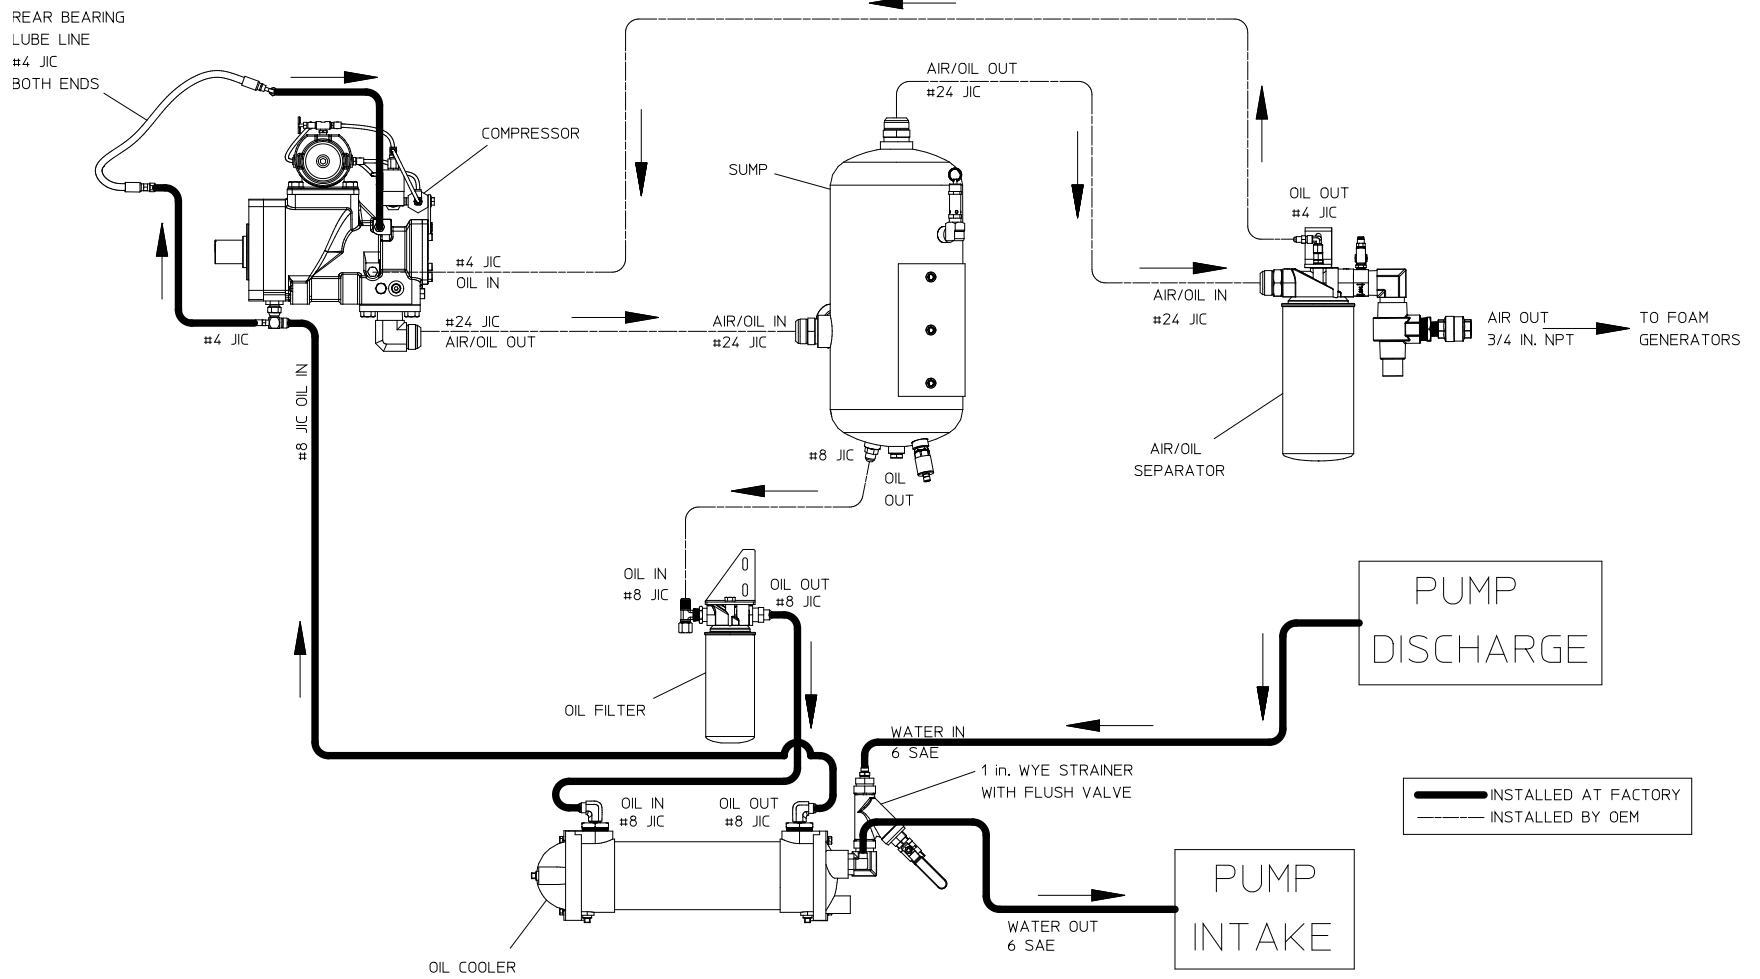 REAR BEARING
LUBE LINE
#4 JIC
BOTH ENDS
COMPRESSOR
#4 JIC
OIL IN
#24 JIC
AIR/OIL OUT
#4 JIC
#8 JIC OIL IN
AIR/OIL OUT
#24 JIC
SUMP
AIR/OIL IN
#24 JIC
#8 JIC
OIL
OUT
OIL OUT
#4 JIC
AIR/OIL IN
#24 JIC
AIR OUT
3/4 IN. NPT
TO FOAM
GENERATORS
AIR/OIL
SEPARATOR
OIL IN
#8 JIC
OIL OUT
#8 JIC
OIL FILTER
PUMP
DISCHARGE
WATER IN
6 SAE
1 in. WYE STRAINER
WITH FLUSH VALVE
OIL IN
#8 JIC
OIL OUT
#8 JIC
INSTALLED AT FACTORY
INSTALLED BY OEM
PUMP
INTAKE
WATER OUT
6 SAE
OIL COOLER